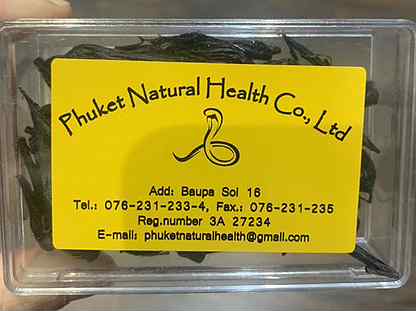 Phuket Natural Health Co., Ltd
Add: Baupa Soi 16
Tel.: 076-231-233-4, Fax.: 076-231-235
Reg.number 3A 27234
E-mail: phuketnaturalhealth@gmail.com